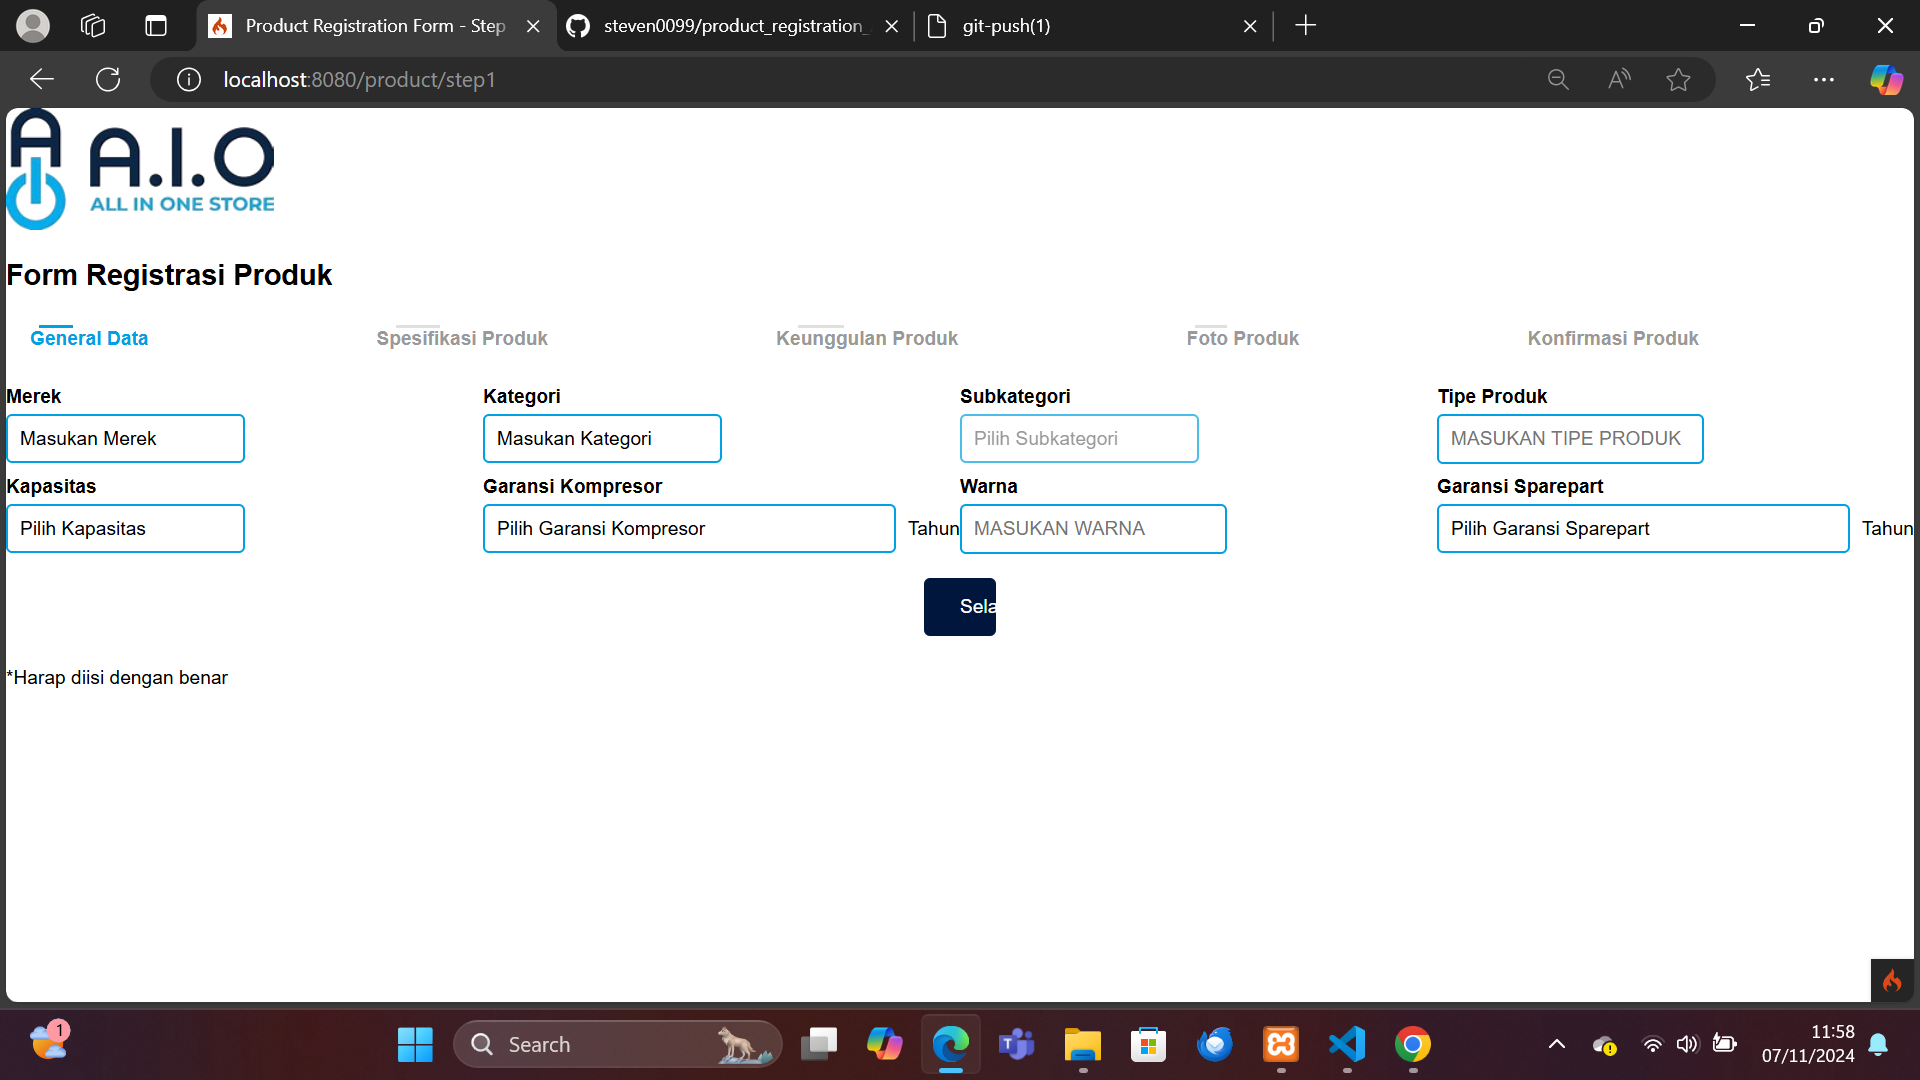 Product Registration Form - Step
steven0099/product_registration_
git-push(1)
localhost:8080/product/step1
A.I.O
ALL IN ONE STORE
Form Registrasi Produk
General Data
Spesifikasi Produk
Keunggulan Produk
Foto Produk
Konfirmasi Produk
Merek
Kategori
Subkategori
Tipe Produk
Masukan Merek
Masukan Kategori
Pilih Subkategori
MASUKAN TIPE PRODUK
Kapasitas
Garansi Kompresor
Warna
Garansi Sparepart
Pilih Kapasitas
Pilih Garansi Kompresor
Tahun
MASUKAN WARNA
Pilih Garansi Sparepart
Tahun
Sela
*Harap diisi dengan benar
1
Search
11:58
07/11/2024